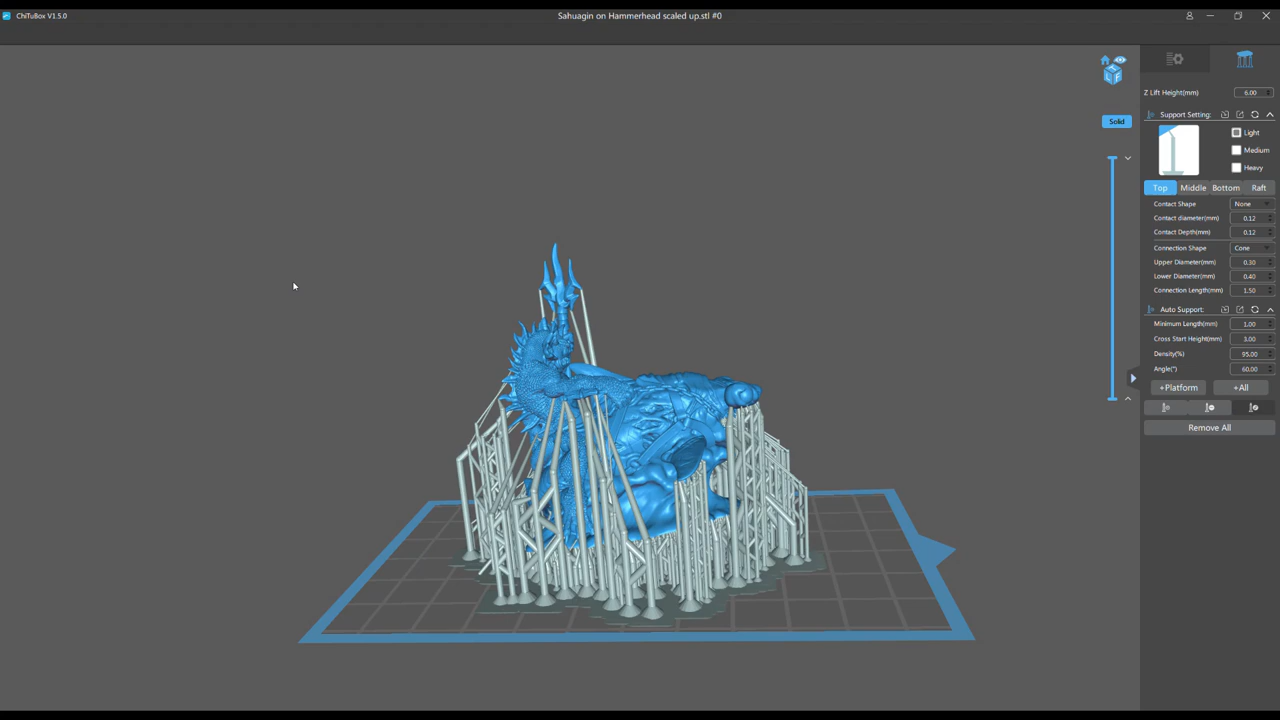 ChiTuBox V1.5.0
Sahuagin on Hammerhead scaled up.stl #0
Z Lift Height(mm) 6.00
Support Setting:
Light
Medium
Heavy
Top Middle Bottom Raft
Contact Shape None
Contact diameter(mm) 0.12
Contact Depth(mm) 0.12
Connection Shape Cone
Upper Diameter(mm) 0.30
Lower Diameter(mm) 0.40
Connection Length(mm) 1.50
Auto Support:
Minimum Length(mm) 1.00
Cross Start Height(mm) 3.00
Density(%) 95.00
Angle(°) 60.00
+Platform +All
Remove All
Solid